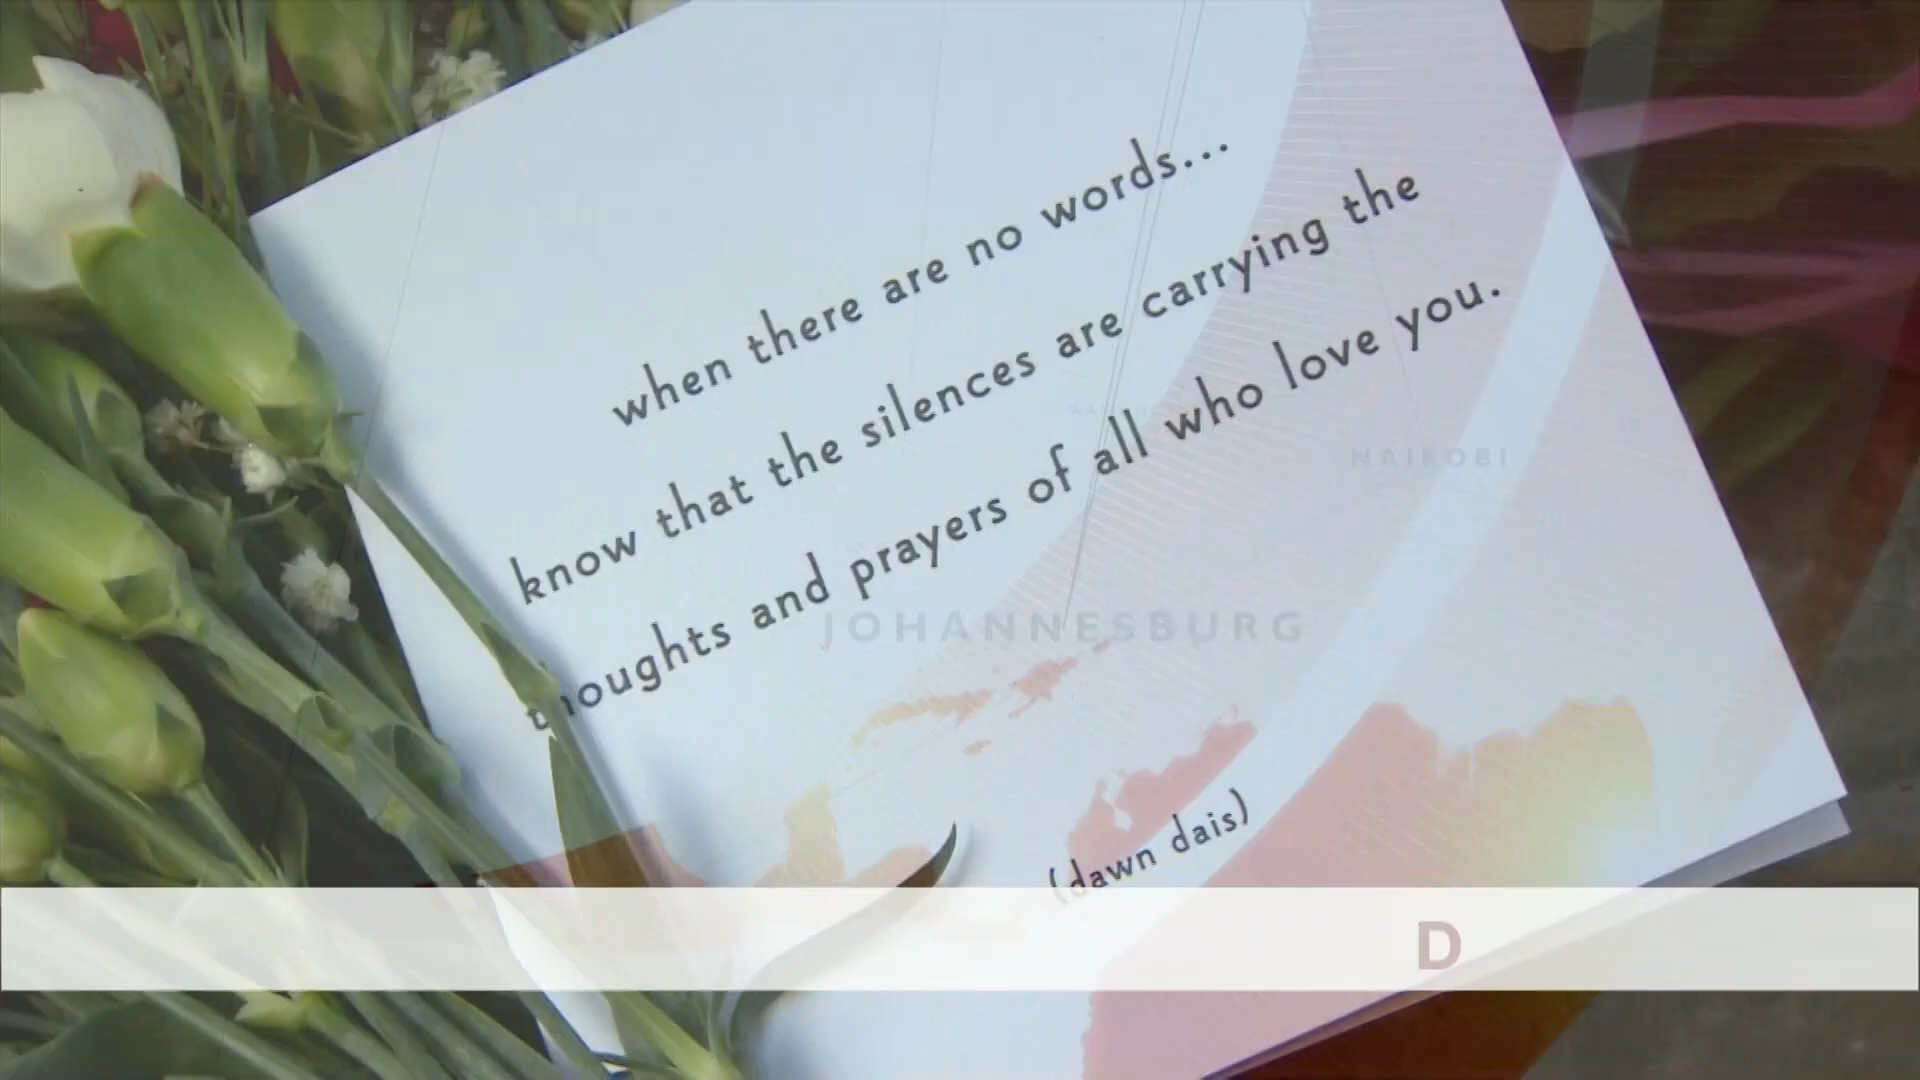 when there are no words...
know that the silences are carrying the
thoughts and prayers of all who love you.
NAIROBI
JOHANNESBURG
(dawn dais)
D